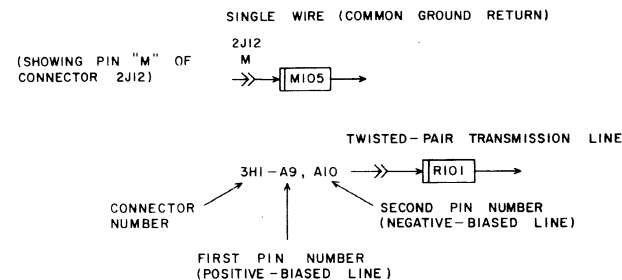 SINGLE WIRE (COMMON GROUND RETURN)
(SHOWING PIN "M" OF
CONNECTOR 2J12)
2J12
M
M105
TWISTED-PAIR TRANSMISSION LINE
3H1-A9, A10
R101
CONNECTOR
NUMBER
SECOND PIN NUMBER
(NEGATIVE-BIASED LINE)
FIRST PIN NUMBER
(POSITIVE-BIASED LINE)